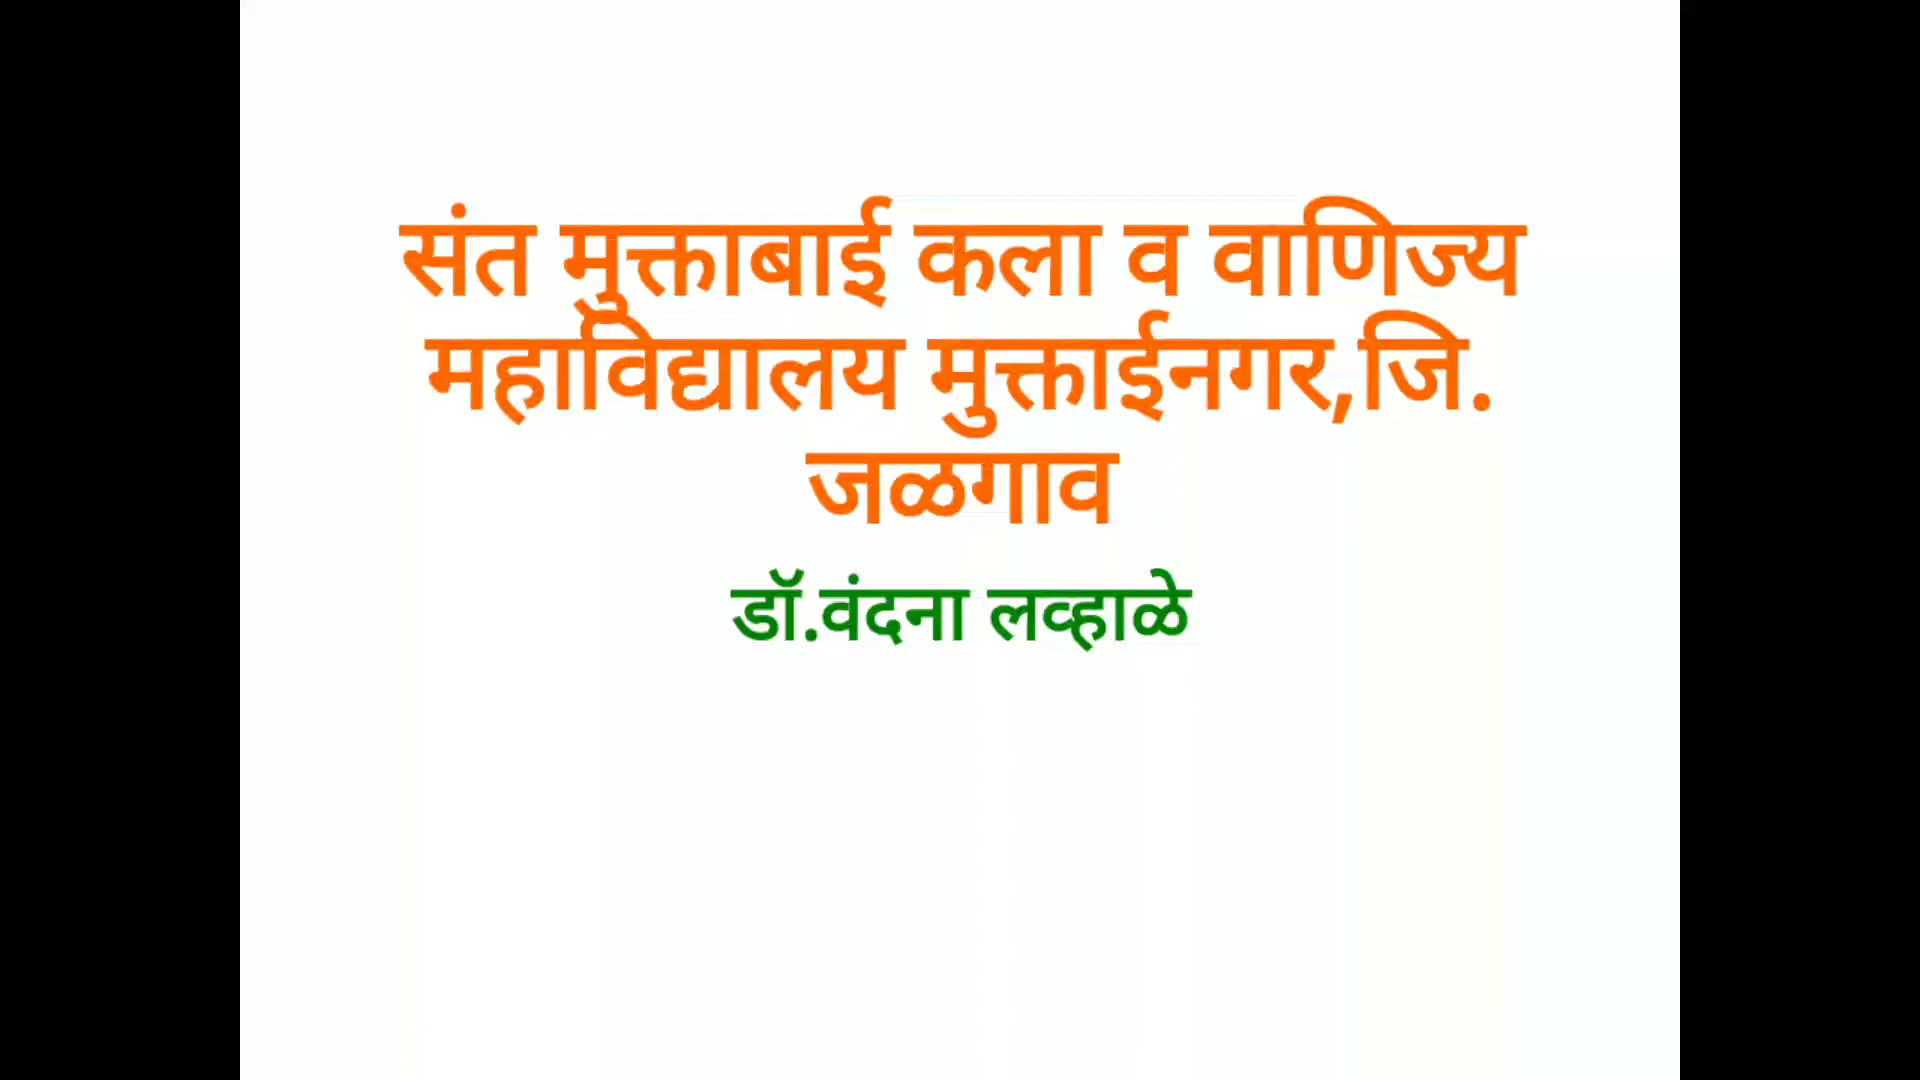 संत मुक्ताबाई कला व वाणिज्य
महाविद्यालय मुक्ताईनगर,जि.
जळगाव
डॉ.वंदना लव्हाळे